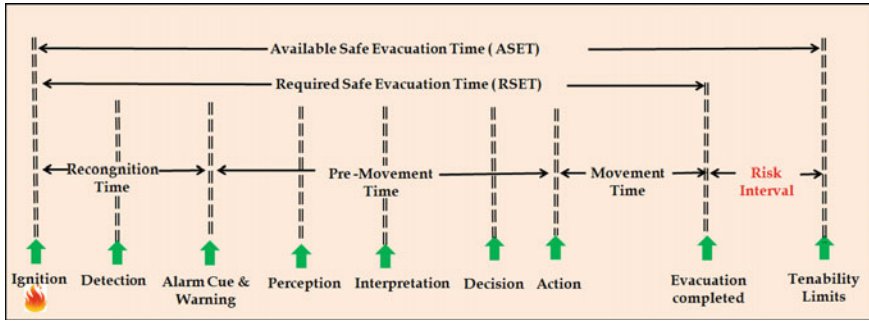 Available Safe Evacuation Time ( ASET)
Required Safe Evacuation Time ( RSET)
Recongnition
Time
Pre -Movement
Time
Movement
Time
Risk
Interval
Ignition
Detection
Alarm Cue &
Warning
Perception
Interpretation
Decision
Action
Evacuation
completed
Tenability
Limits